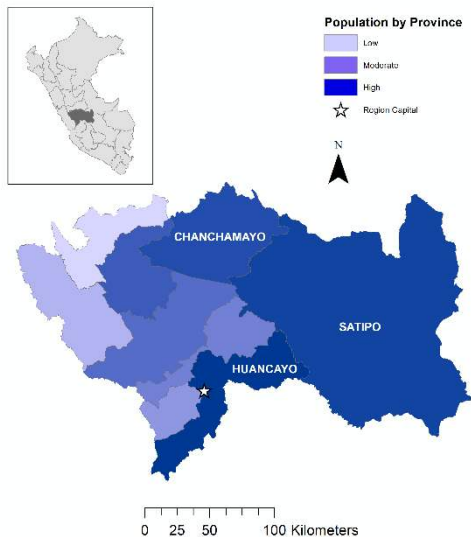 Population by Province
Low
Moderate
High
Region Capital
N
CHANCHAMAYO
SATIPO
HUANCAYO
0 25 50 100 Kilometers